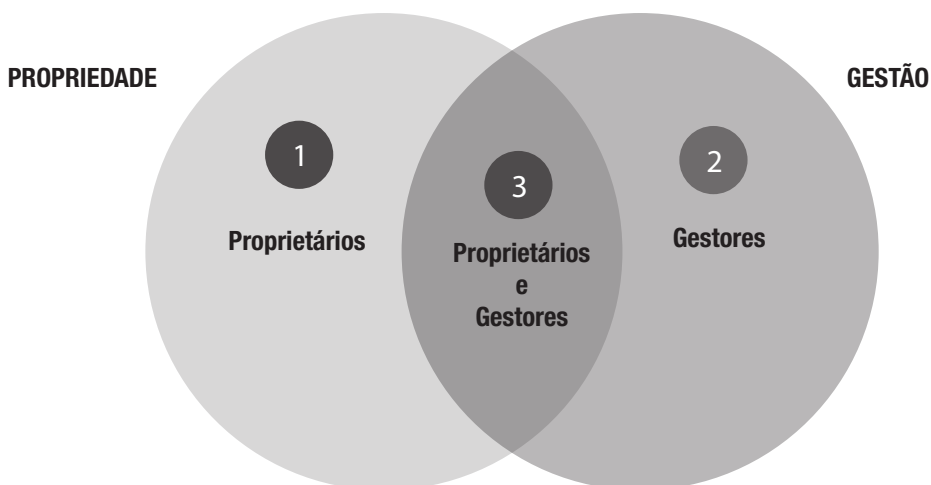 PROPRIEDADE
GESTÃO
1
2
3
Proprietários
Gestores
Proprietários
e
Gestores